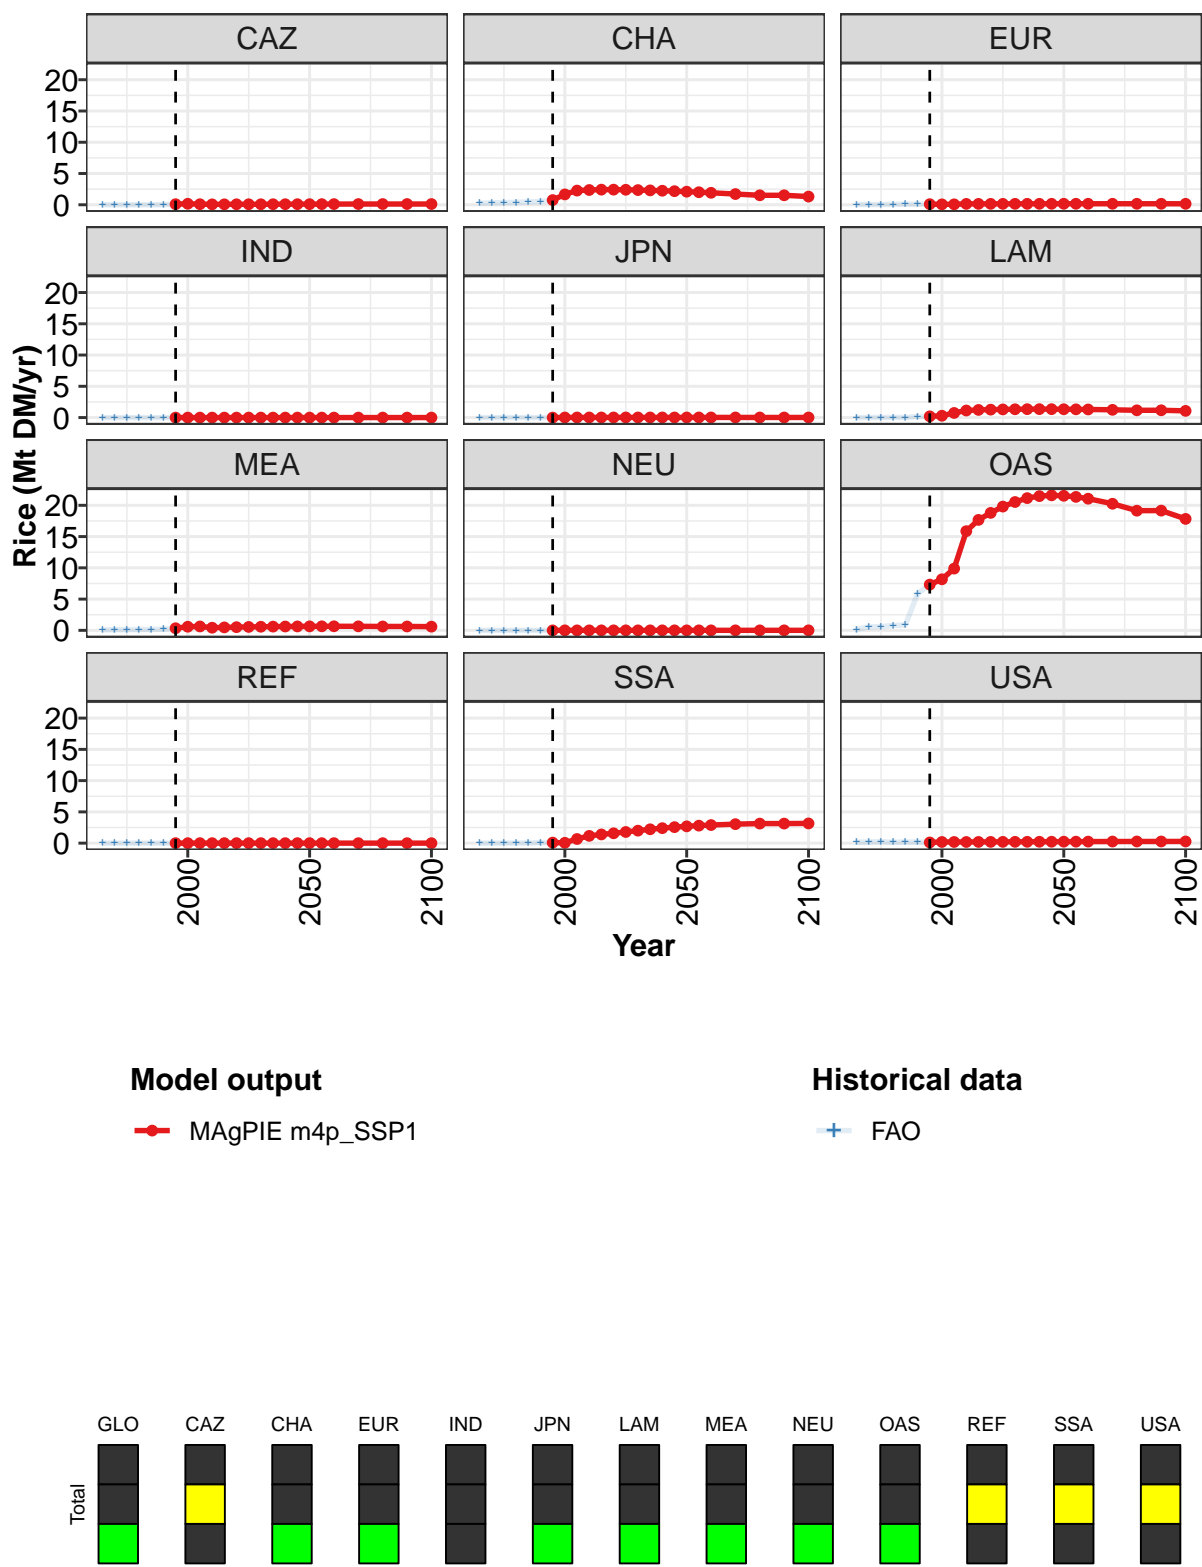 CAZ CHA EUR
20
15
10
5
0
IND JPN LAM
20
15
10
5
0
MEA NEU OAS
20
15
10
5
0
REF SSA USA
20
15
10
5
0
Rice (Mt DM/yr)
2000 2050 2100 2000 2050 2100 2000 2050 2100
Year
Model output Historical data
MAgPIE m4p_SSP1 FAO
GLO CAZ CHA EUR IND JPN LAM MEA NEU OAS REF SSA USA
Total